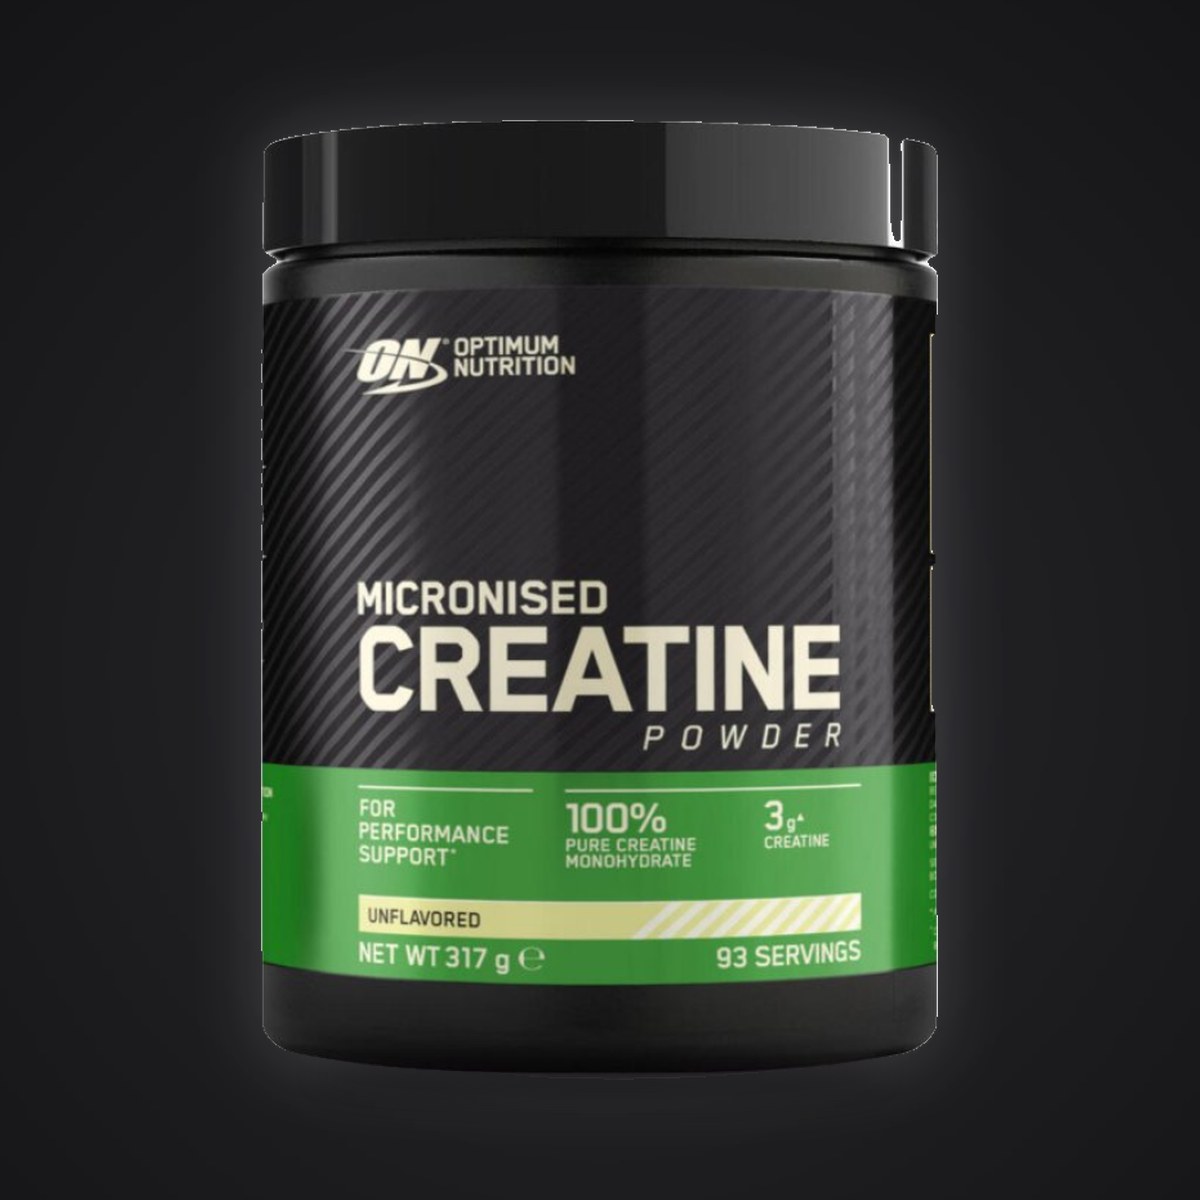 ON® OPTIMUM
NUTRITION
MICRONISED
CREATINE
POWDER
FOR
PERFORMANCE
SUPPORT*
100%
PURE CREATINE
MONOHYDRATE
3g▲
CREATINE
UNFLAVORED
NET WT 317 g ℮
93 SERVINGS